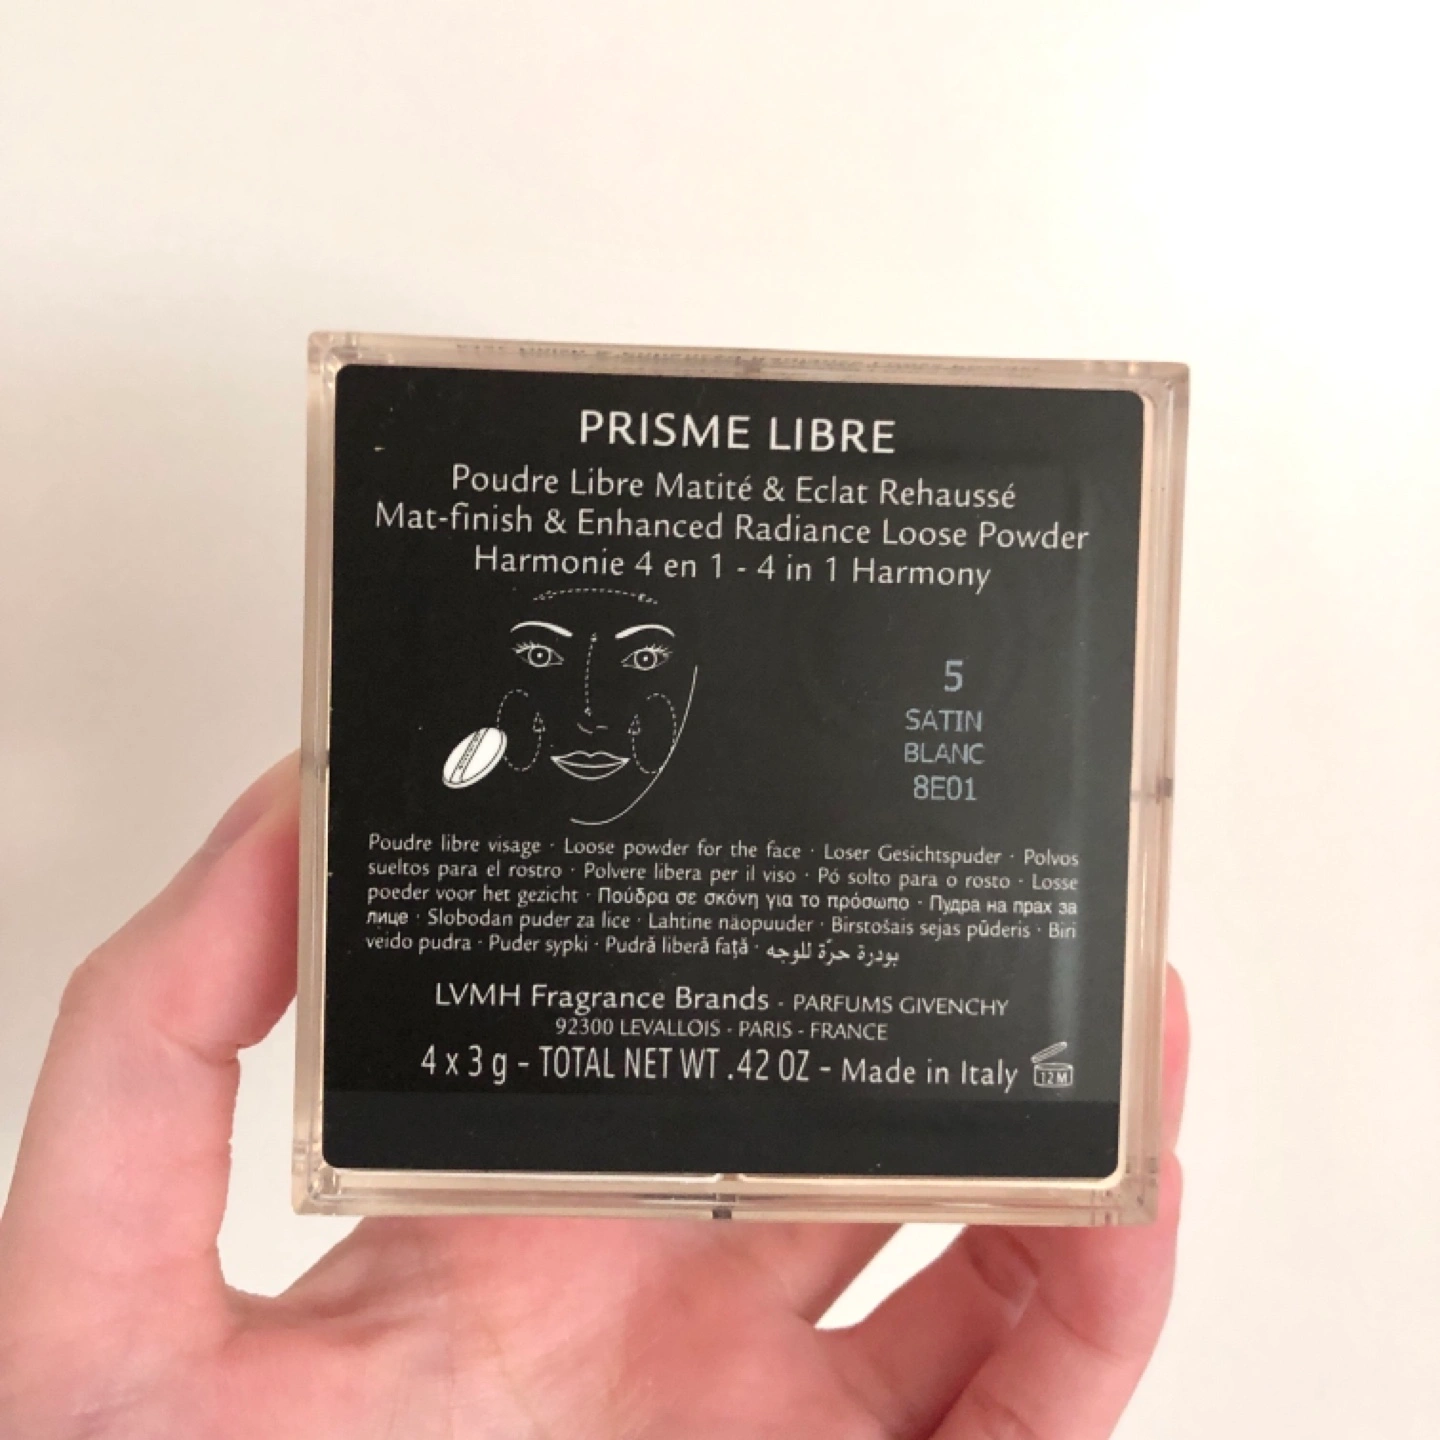 PRISME LIBRE
Poudre Libre Matité & Eclat Rehaussé
Mat-finish & Enhanced Radiance Loose Powder
Harmonie 4 en 1 - 4 in 1 Harmony
5
SATIN
BLANC
8E01
Poudre libre visage · Loose powder for the face · Loser Gesichtspuder · Polvos
sueltos para el rostro · Polvere libera per il viso · Pó solto para o rosto · Losse
poeder voor het gezicht · Πούδρα σε σκόνη για το πρόσωπο · Пудра на прах за
лице · Slobodan puder za lice · Lahtine näopuuder · Birstošais sejas pūderis · Biri
veido pudra · Puder sypki · Pudră liberă față · بودرة حرّة للوجه
LVMH Fragrance Brands - PARFUMS GIVENCHY
92300 LEVALLOIS - PARIS - FRANCE
4 x 3 g - TOTAL NET WT .42 OZ - Made in Italy 12M